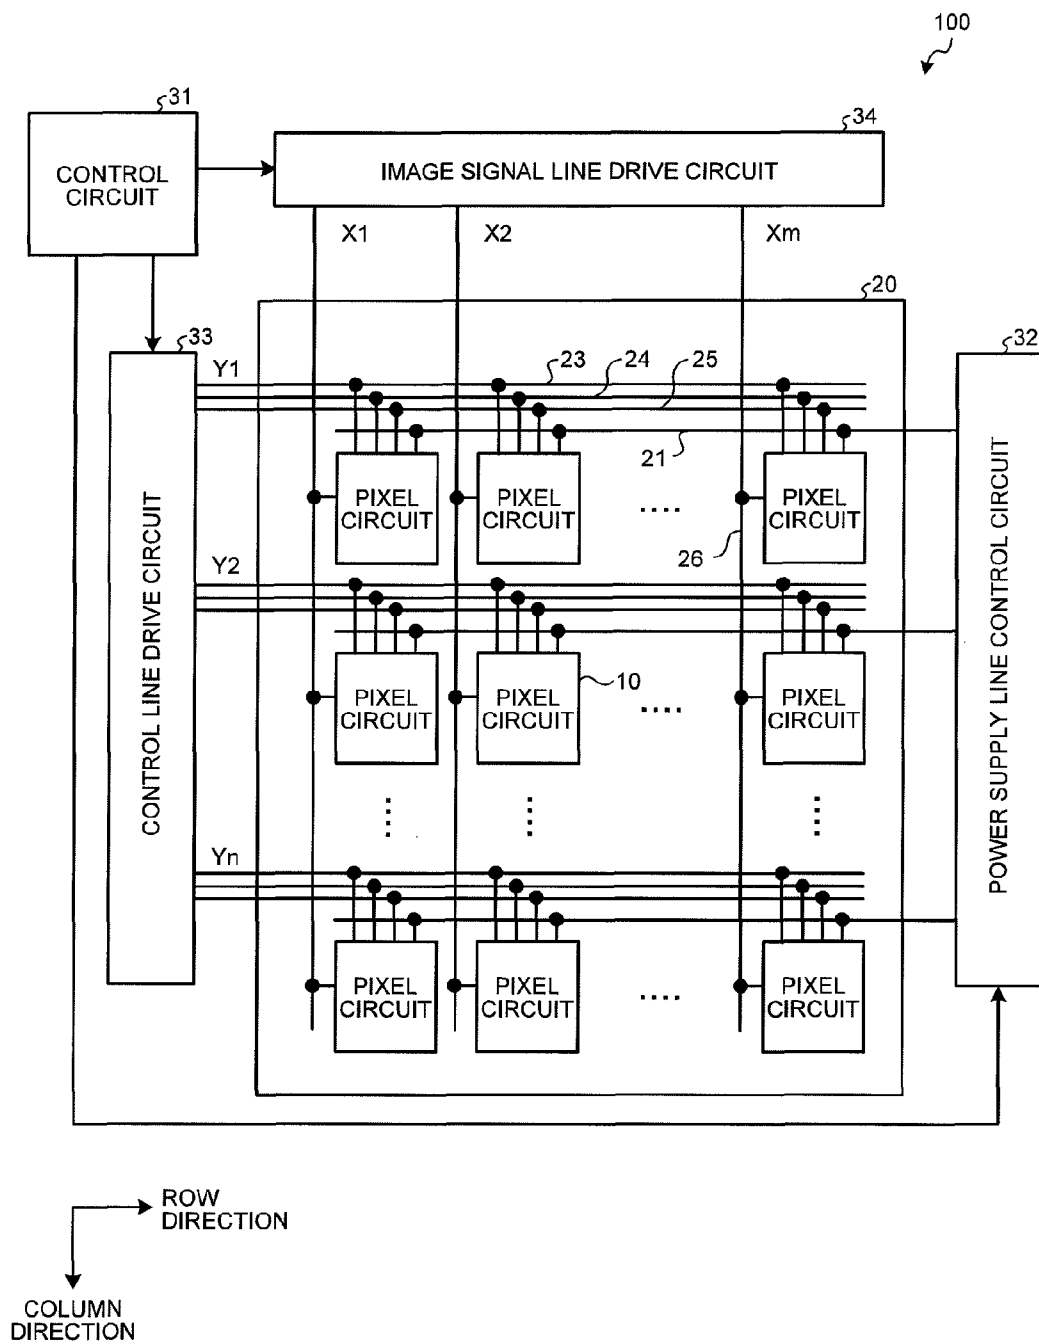 100
31
CONTROL
CIRCUIT
34
IMAGE SIGNAL LINE DRIVE CIRCUIT
X1
X2
Xm
20
33
CONTROL LINE DRIVE CIRCUIT
32
POWER SUPPLY LINE CONTROL CIRCUIT
Y1
23
24
25
21
PIXEL
CIRCUIT
PIXEL
CIRCUIT
....
PIXEL
CIRCUIT
26
Y2
PIXEL
CIRCUIT
PIXEL
CIRCUIT
10
....
PIXEL
CIRCUIT
....
....
....
Yn
PIXEL
CIRCUIT
PIXEL
CIRCUIT
....
PIXEL
CIRCUIT
ROW
DIRECTION
COLUMN
DIRECTION